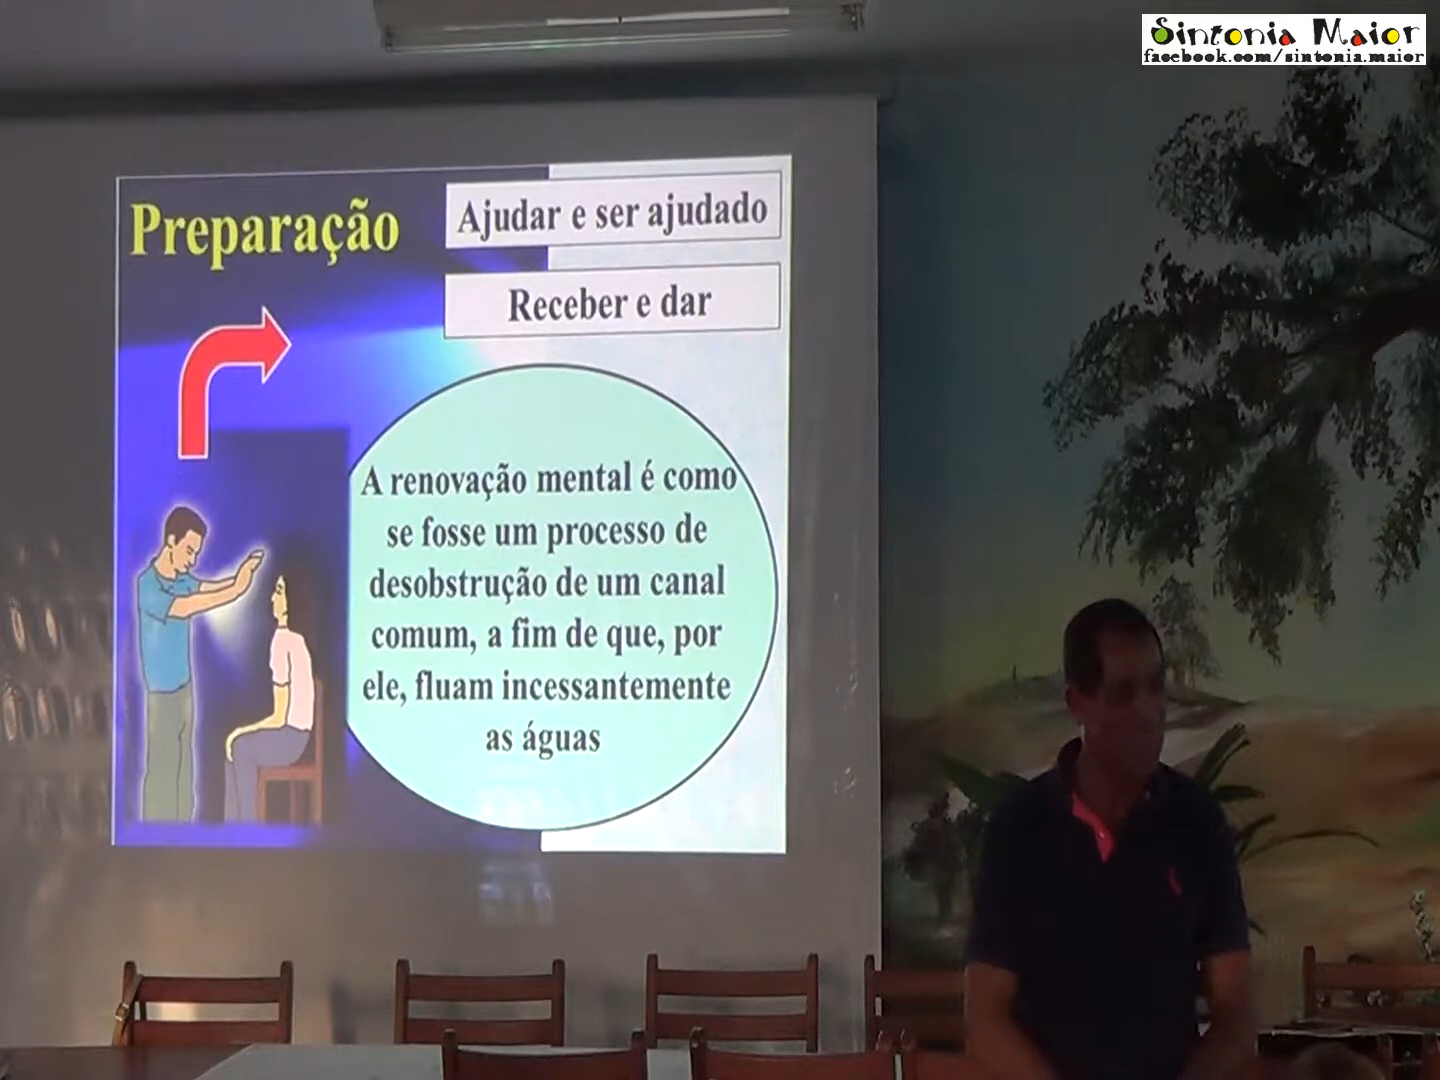 Sintonia Maior
facebook.com/sintonia.maior
Preparação
Ajudar e ser ajudado
Receber e dar
A renovação mental é como
se fosse um processo de
desobstrução de um canal
comum, a fim de que, por
ele, fluam incessantemente
as águas